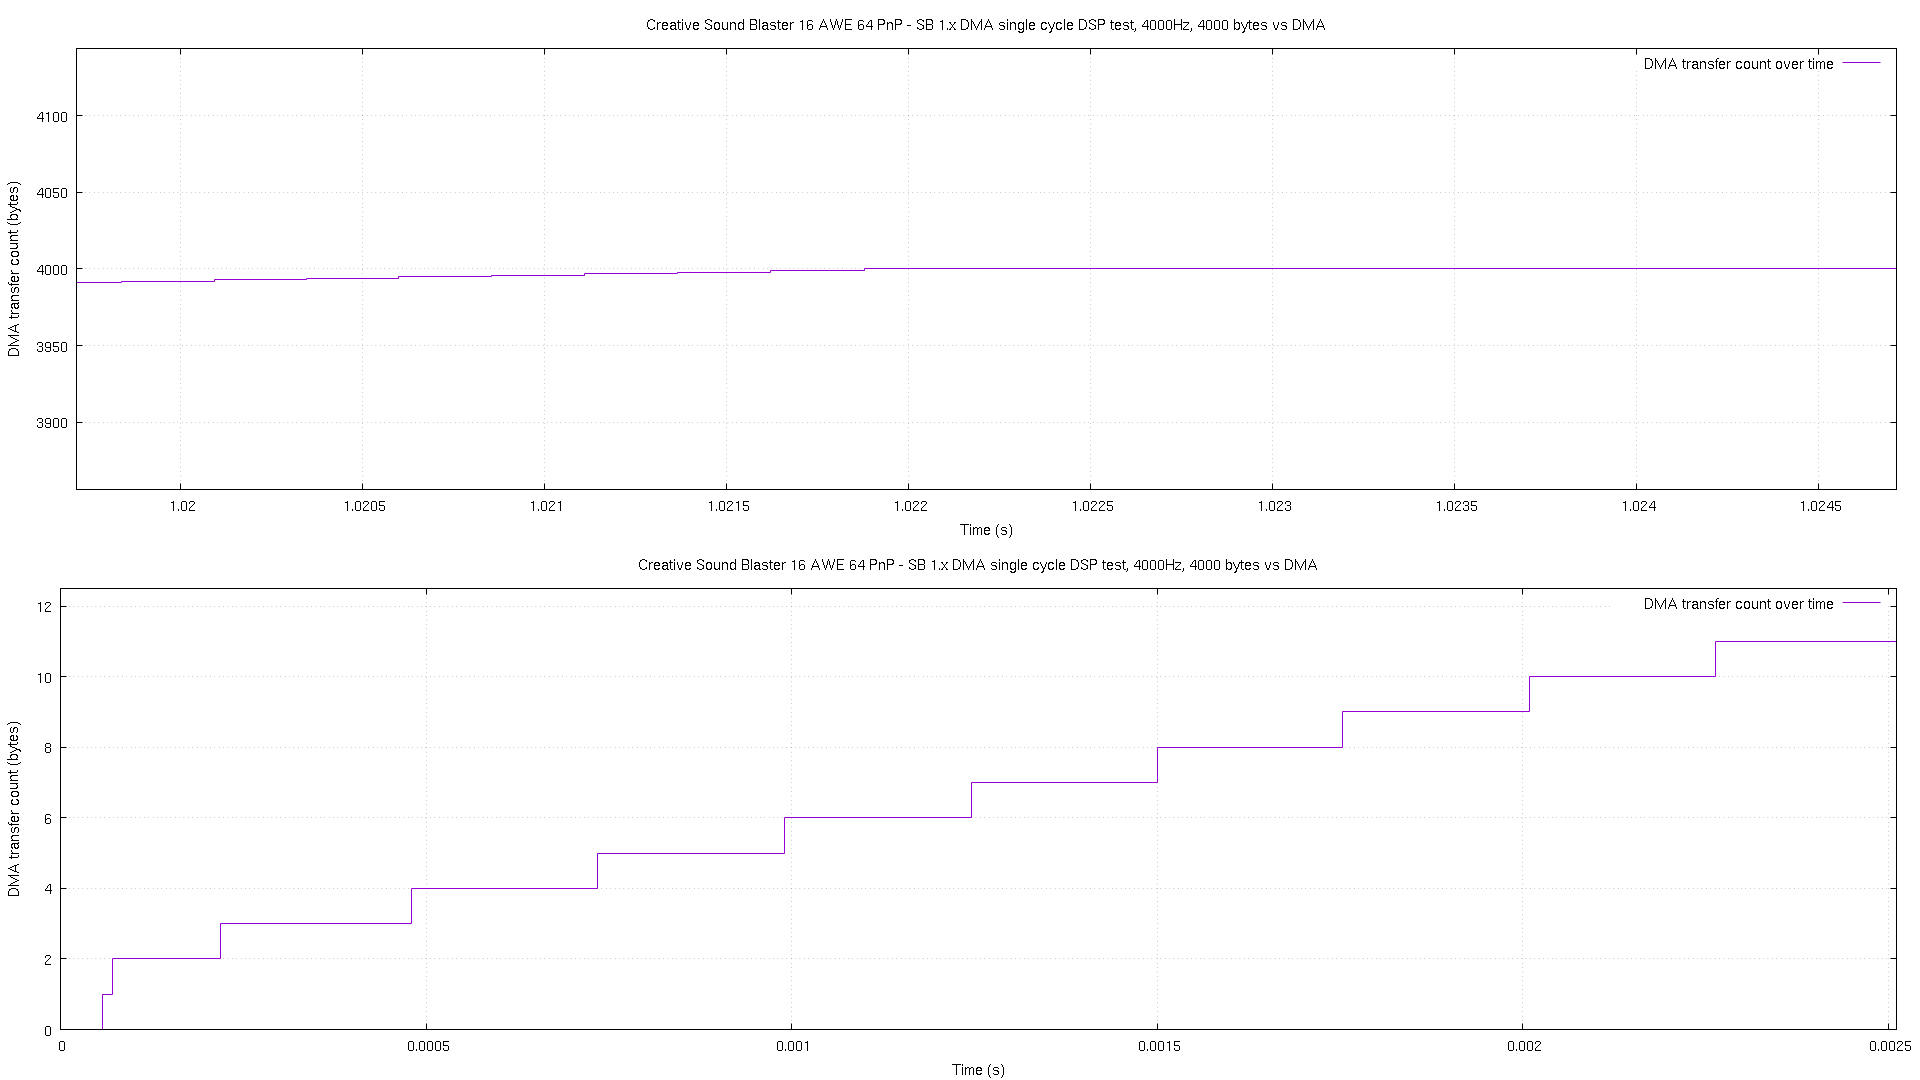 Creative Sound Blaster 16 AWE 64 PnP - SB 1.x DMA single cycle DSP test, 4000Hz, 4000 bytes vs DMA
DMA transfer count over time
4100
4050
4000
3950
3900
DMA transfer count (bytes)
1.02 1.0205 1.021 1.0215 1.022 1.0225 1.023 1.0235 1.024 1.0245
Time (s)
Creative Sound Blaster 16 AWE 64 PnP - SB 1.x DMA single cycle DSP test, 4000Hz, 4000 bytes vs DMA
DMA transfer count over time
12
10
8
6
4
2
0
DMA transfer count (bytes)
0 0.0005 0.001 0.0015 0.002 0.0025
Time (s)